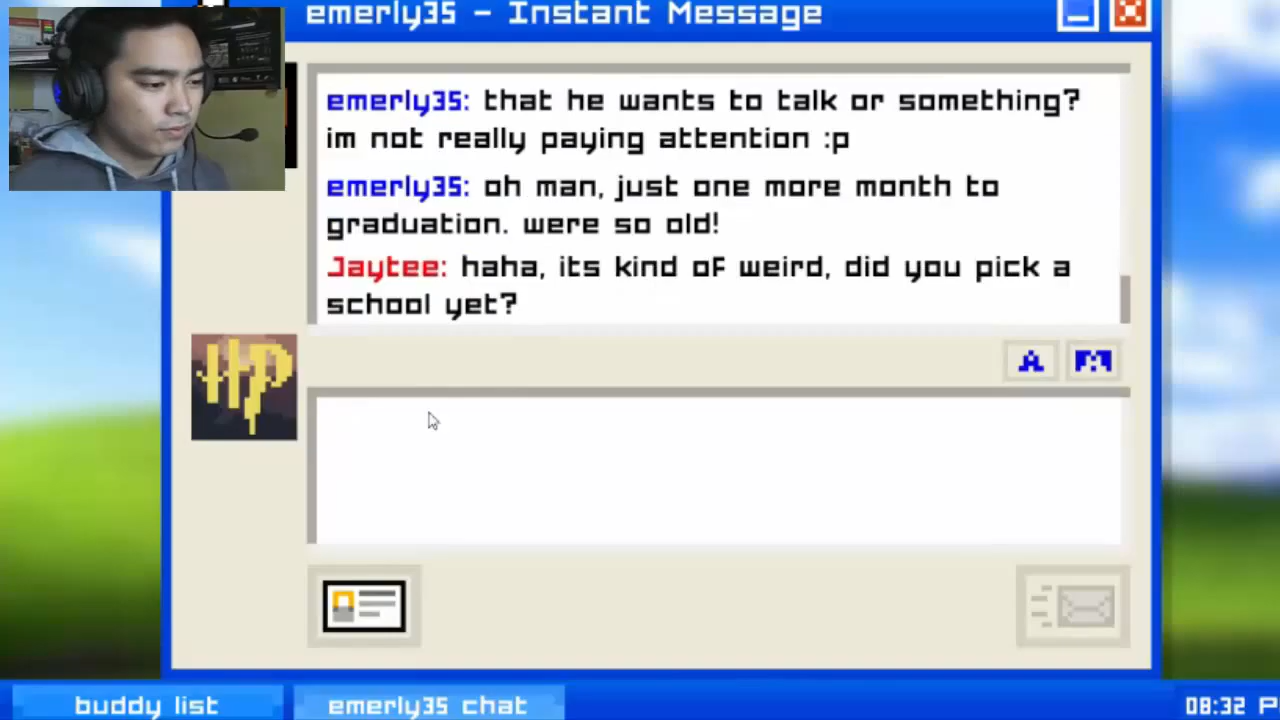 emerly35 - Instant Message
emerly35: that he wants to talk or something?
im not really paying attention :p
emerly35: oh man, just one more month to
graduation. were so old!
Jaytee: haha, its kind of weird, did you pick a
school yet?
HP
A
buddy list
emerly35 chat
08:32 P